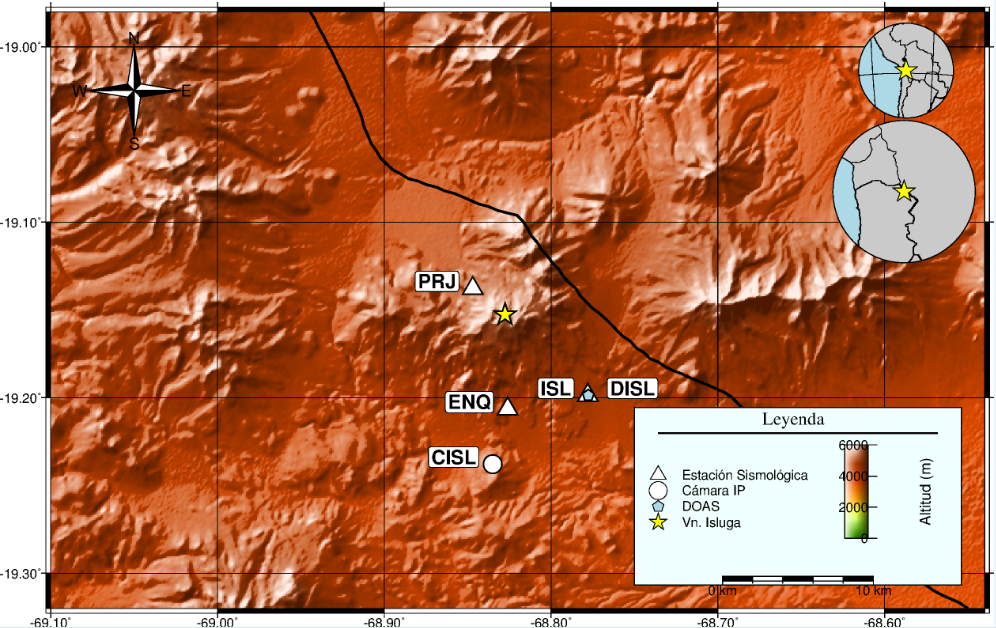 -19.00°
N
W
E
S
-19.10°
PRJ
ISL
DISL
-19.20°
ENQ
CISL
Leyenda
Estación Sismológica
Cámara IP
DOAS
Vn. Isluga
6000
4000
2000
0
Altitud (m)
-19.30°
0 km
10 km
-69.10°
-69.00°
-68.90°
-68.80°
-68.70°
-68.60°